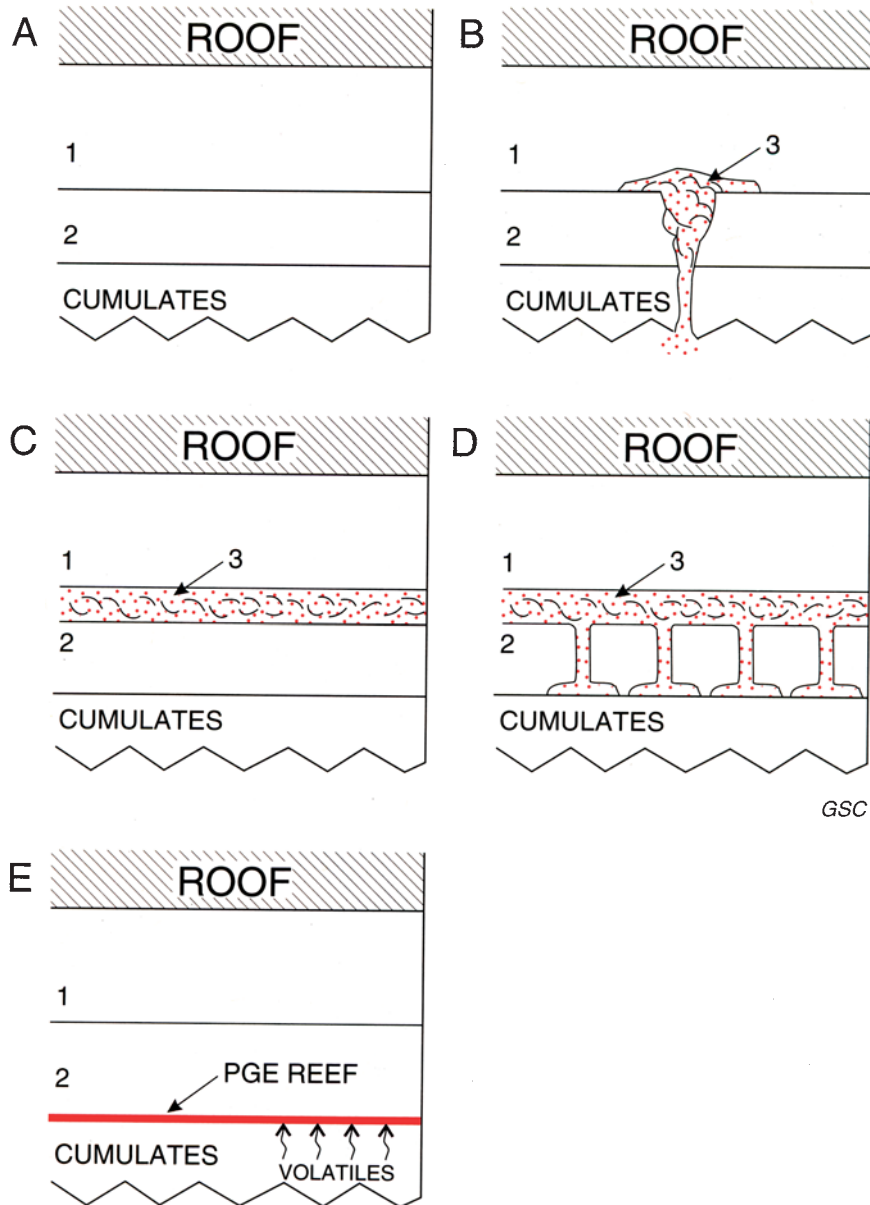 A
ROOF
1
2
CUMULATES
B
ROOF
1
3
2
CUMULATES
C
ROOF
1
3
2
CUMULATES
D
ROOF
1
3
2
CUMULATES
GSC
E
ROOF
1
2
PGE REEF
CUMULATES
VOLATILES